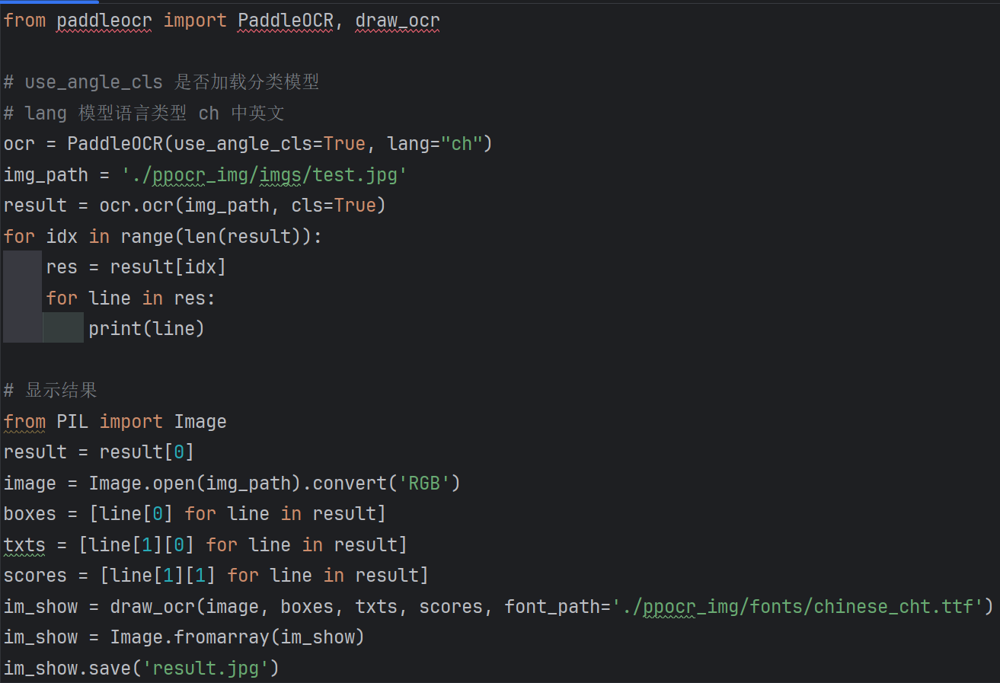 from paddleocr import PaddleOCR, draw_ocr
# use_angle_cls 是否加载分类模型
# lang 模型语言类型 ch 中英文
ocr = PaddleOCR(use_angle_cls=True, lang="ch")
img_path = './ppocr_img/imgs/test.jpg'
result = ocr.ocr(img_path, cls=True)
for idx in range(len(result)):
    res = result[idx]
    for line in res:
        print(line)
# 显示结果
from PIL import Image
result = result[0]
image = Image.open(img_path).convert('RGB')
boxes = [line[0] for line in result]
txts = [line[1][0] for line in result]
scores = [line[1][1] for line in result]
im_show = draw_ocr(image, boxes, txts, scores, font_path='./ppocr_img/fonts/chinese_cht.ttf')
im_show = Image.fromarray(im_show)
im_show.save('result.jpg')